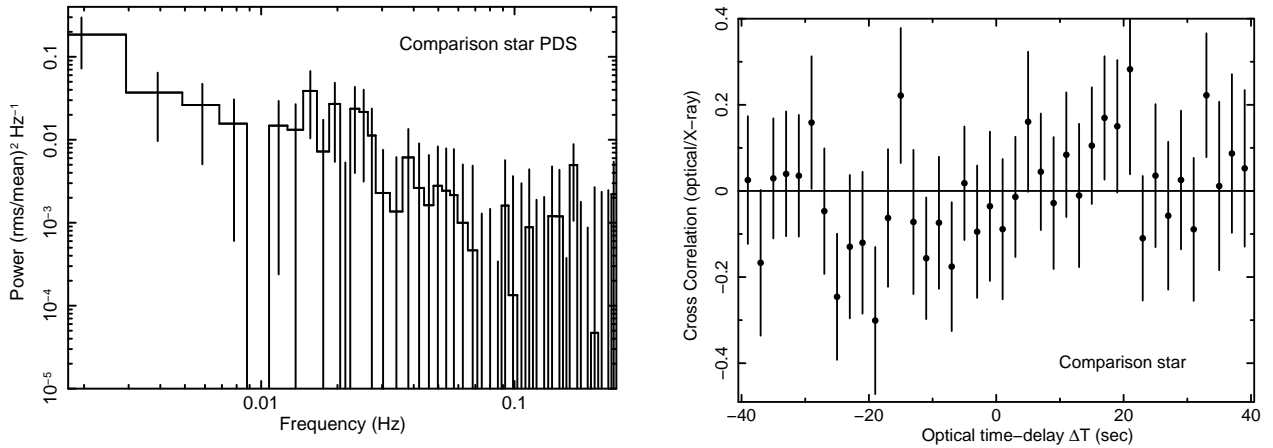 Comparison star PDS
Power (rms/mean)² Hz⁻¹
0.1
0.01
10⁻³
10⁻⁴
10⁻⁵
0.01
0.1
Frequency (Hz)
Cross Correlation (optical/X−ray)
0.4
0.2
0
−0.2
−0.4
Comparison star
−40
−20
0
20
40
Optical time−delay ΔT (sec)